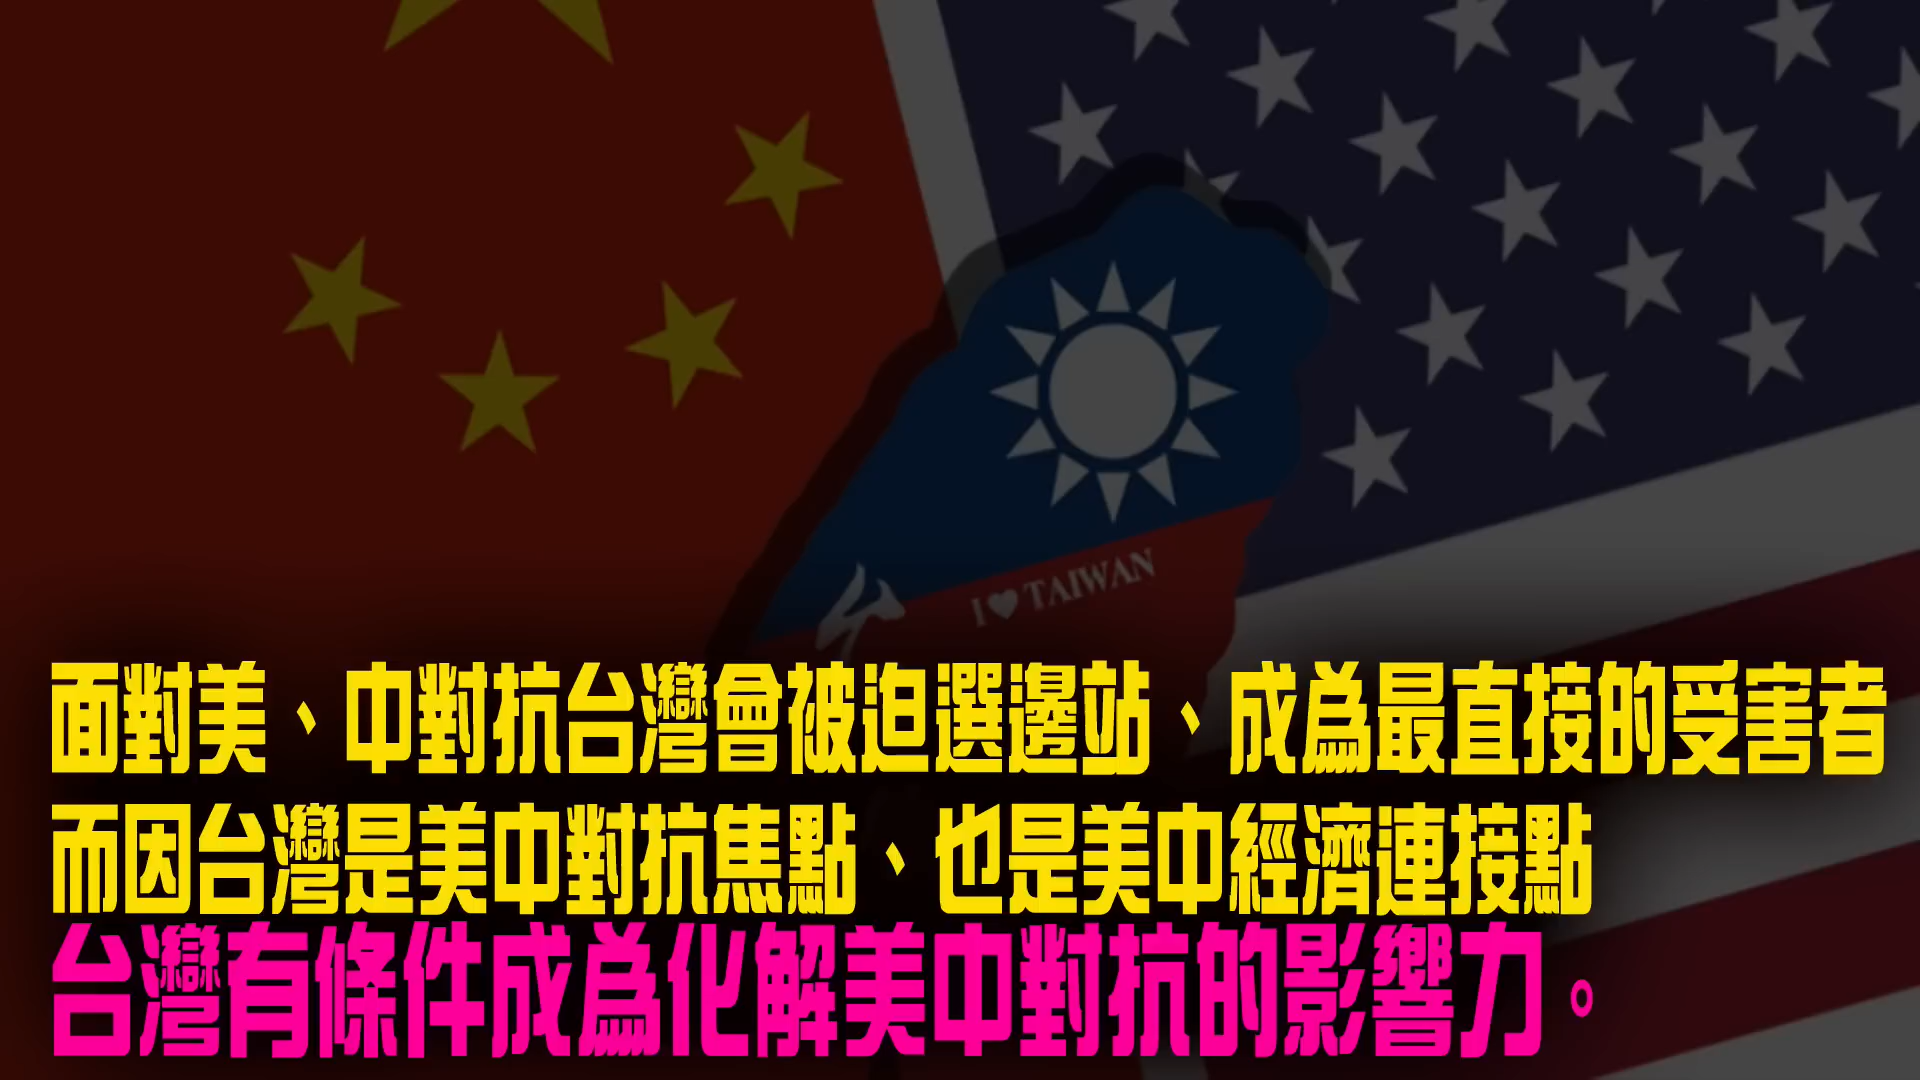 I♥TAIWAN
面對美、中對抗台灣會被迫選邊站、成為最直接的受害者
而因台灣是美中對抗焦點、也是美中經濟連接點
台灣有條件成為化解美中對抗的影響力。